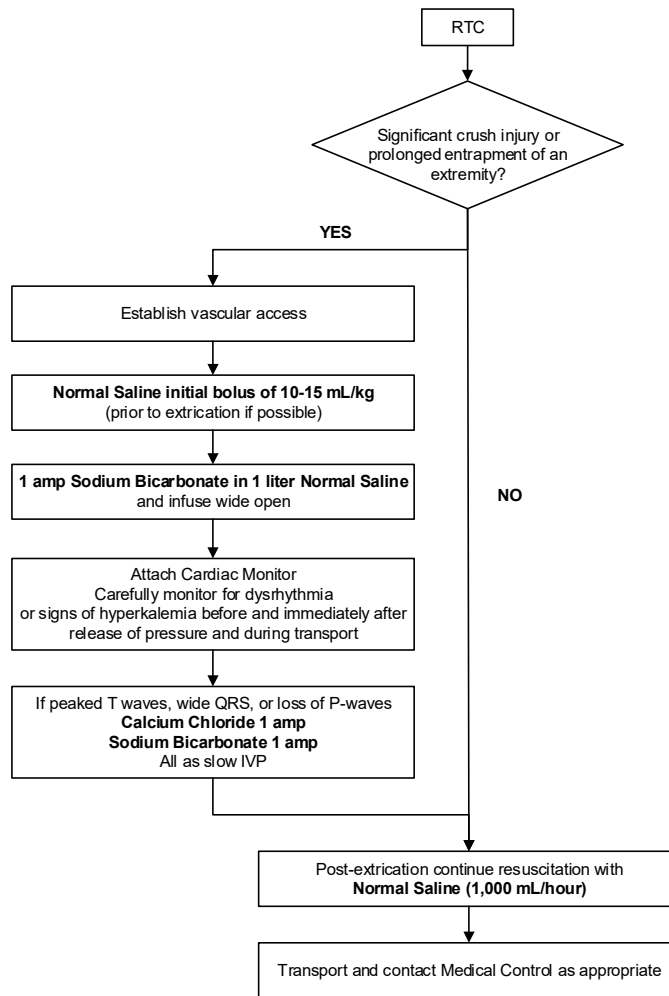 RTC
Significant crush injury or
prolonged entrapment of an
extremity?
YES
Establish vascular access
Normal Saline initial bolus of 10-15 mL/kg
(prior to extrication if possible)
1 amp Sodium Bicarbonate in 1 liter Normal Saline
and infuse wide open
NO
Attach Cardiac Monitor
Carefully monitor for dysrhythmia
or signs of hyperkalemia before and immediately after
release of pressure and during transport
If peaked T waves, wide QRS, or loss of P-waves
Calcium Chloride 1 amp
Sodium Bicarbonate 1 amp
All as slow IVP
Post-extrication continue resuscitation with
Normal Saline (1,000 mL/hour)
Transport and contact Medical Control as appropriate